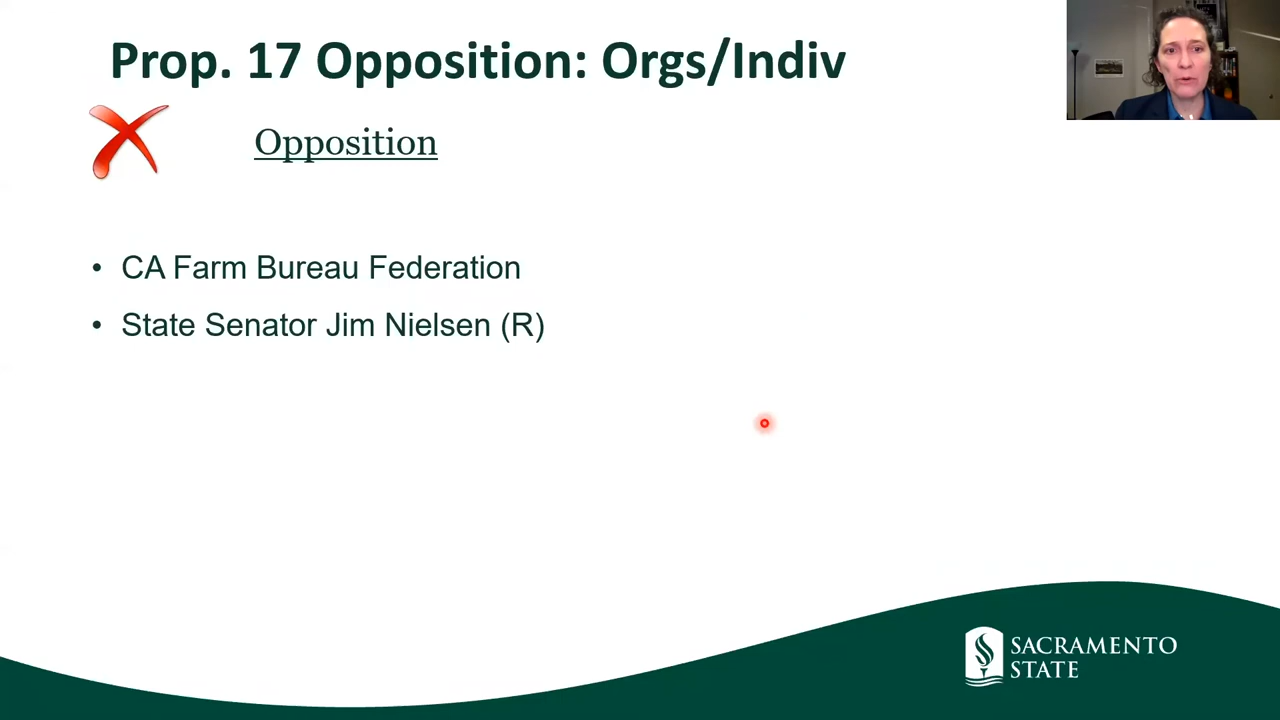 Prop. 17 Opposition: Orgs/Indiv
Opposition
• CA Farm Bureau Federation
• State Senator Jim Nielsen (R)
SACRAMENTO
STATE